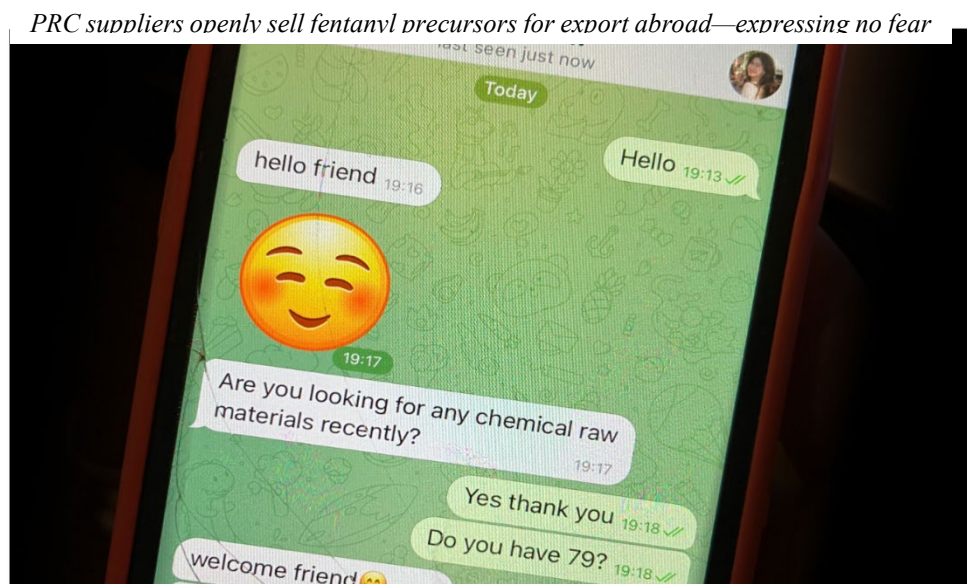 PRC suppliers openly sell fentanyl precursors for export abroad—expressing no fear
last seen just now
Today
Hello 19:13
hello friend 19:16
19:17
Are you looking for any chemical raw
materials recently?
19:17
Yes thank you 19:18
Do you have 79? 19:18
welcome friend